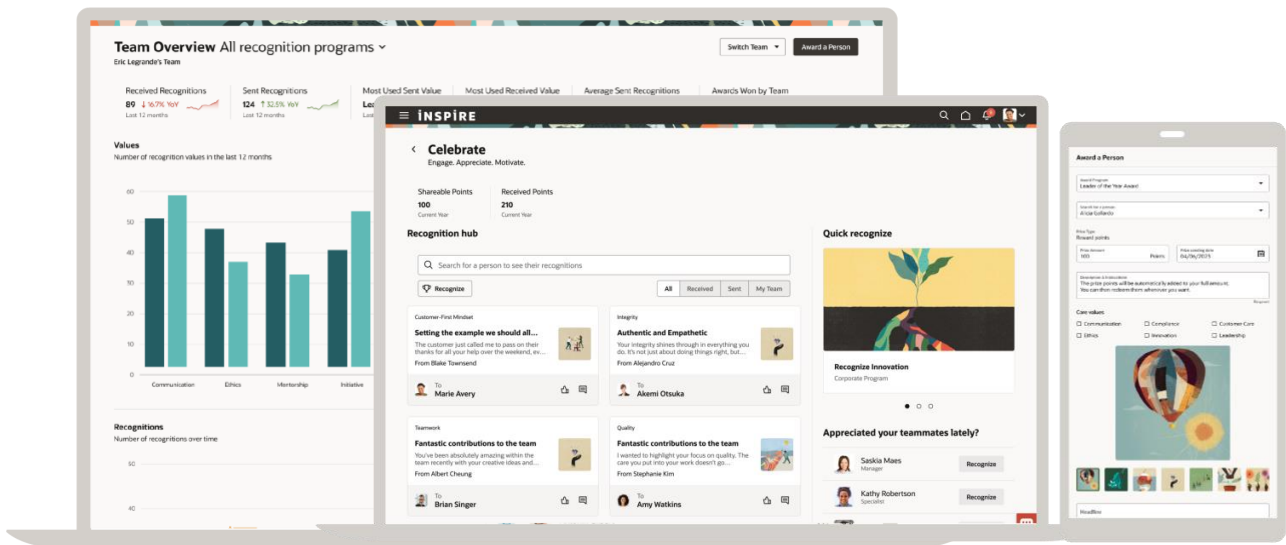 Team Overview All recognition programs
Eric Legrande's Team
Switch Team
Award a Person
Received Recognitions
89 ↓ 16.7% YoY
Last 12 months
Sent Recognitions
124 ↑ 32.5% YoY
Last 12 months
Most Used Sent Value
Most Used Received Value
Average Sent Recognitions
Awards Won by Team
Values
Number of recognition values in the last 12 months
60
50
40
30
20
10
0
Communication
Ethics
Mentorship
Initiative
Recognitions
Number of recognitions over time
50
40
INSPIRE
Celebrate
Engage. Appreciate. Motivate.
Shareable Points
100
Current Year
Received Points
210
Current Year
Recognition hub
Search for a person to see their recognitions
Recognize
All
Received
Sent
My Team
Customer-First Mindset
Setting the example we should all...
The customer just called me to pass on their
thanks for all your help over the weekend, ev...
From Blake Townsend
To
Marie Avery
Integrity
Authentic and Empathetic
Your integrity shines through in everything you
do. It's not just about doing things right, but...
From Alejandro Cruz
To
Akemi Otsuka
Teamwork
Fantastic contributions to the team
You've been absolutely amazing within the
team recently with your creative ideas and...
From Albert Cheung
To
Brian Singer
Quality
Fantastic contributions to the team
I wanted to highlight your focus on quality. The
care you put into your work doesn't go...
From Stephanie Kim
To
Amy Watkins
Quick recognize
Recognize Innovation
Corporate Program
Appreciated your teammates lately?
Saskia Maes
Manager
Recognize
Kathy Robertson
Specialist
Recognize
Award a Person
Award Program
Leader of the Year Award
Search for a person
Alicia Gallardo
Prize Type
Reward points
Prize Amount
100
Points
Prize posting date
04/06/2023
Description & Instructions
The prize points will be automatically added to your full amount.
You can then redeem them whenever you want.
Required
Core values
Communication
Compliance
Customer Care
Ethics
Innovation
Leadership
Headline